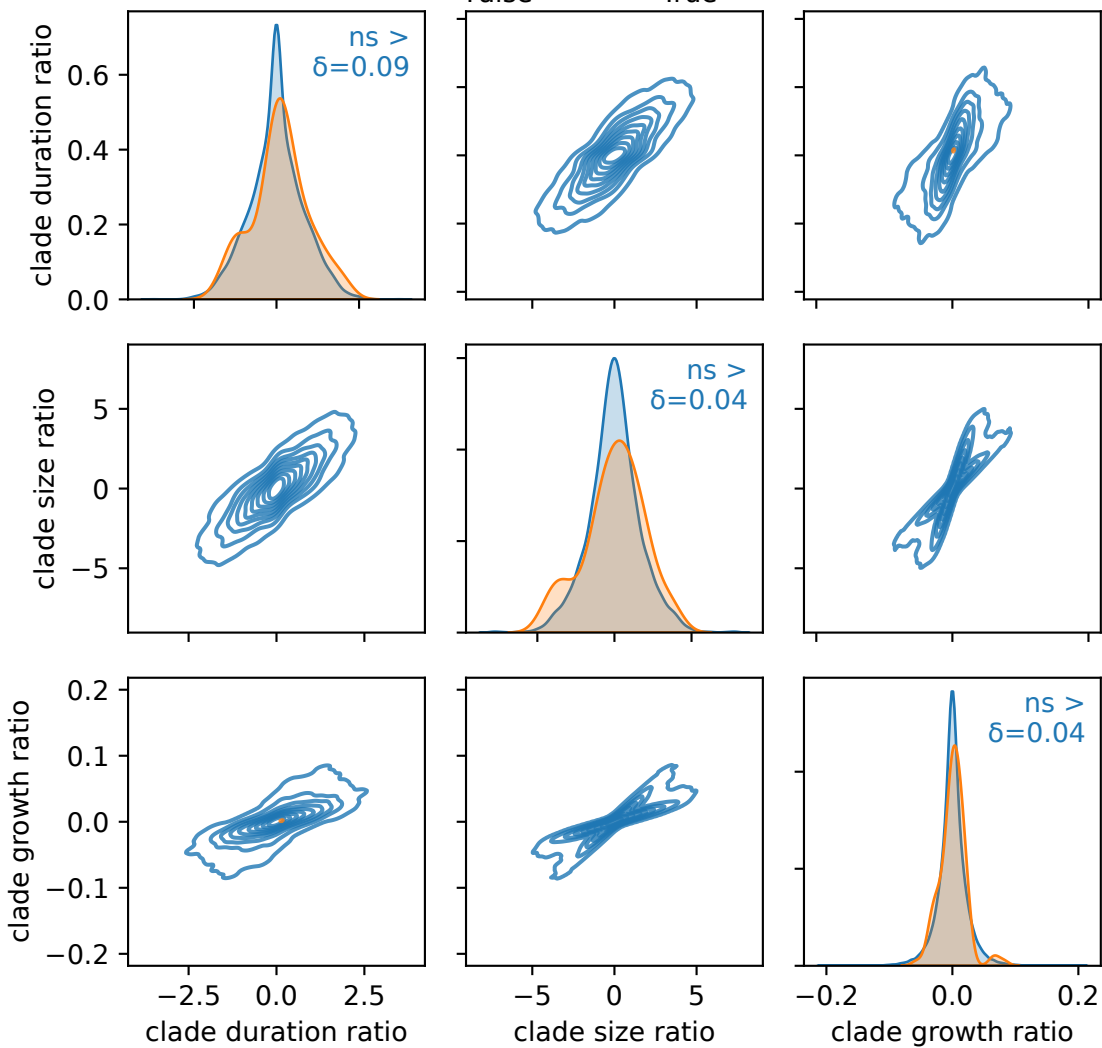 ns >
δ=0.09
clade duration ratio
0.6
0.4
0.2
0.0
ns >
δ=0.04
clade size ratio
5
0
−5
ns >
δ=0.04
clade growth ratio
0.2
0.1
0.0
−0.1
−0.2
−2.5 0.0 2.5
−5 0 5
−0.2 0.0 0.2
clade duration ratio
clade size ratio
clade growth ratio